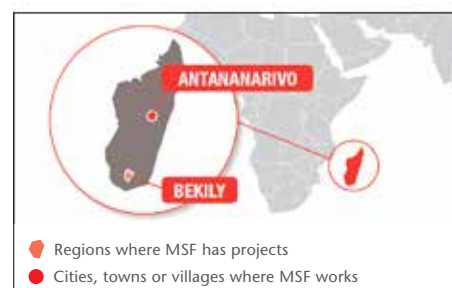 ANTANANARIVO
BEKILY
Regions where MSF has projects
Cities, towns or villages where MSF works